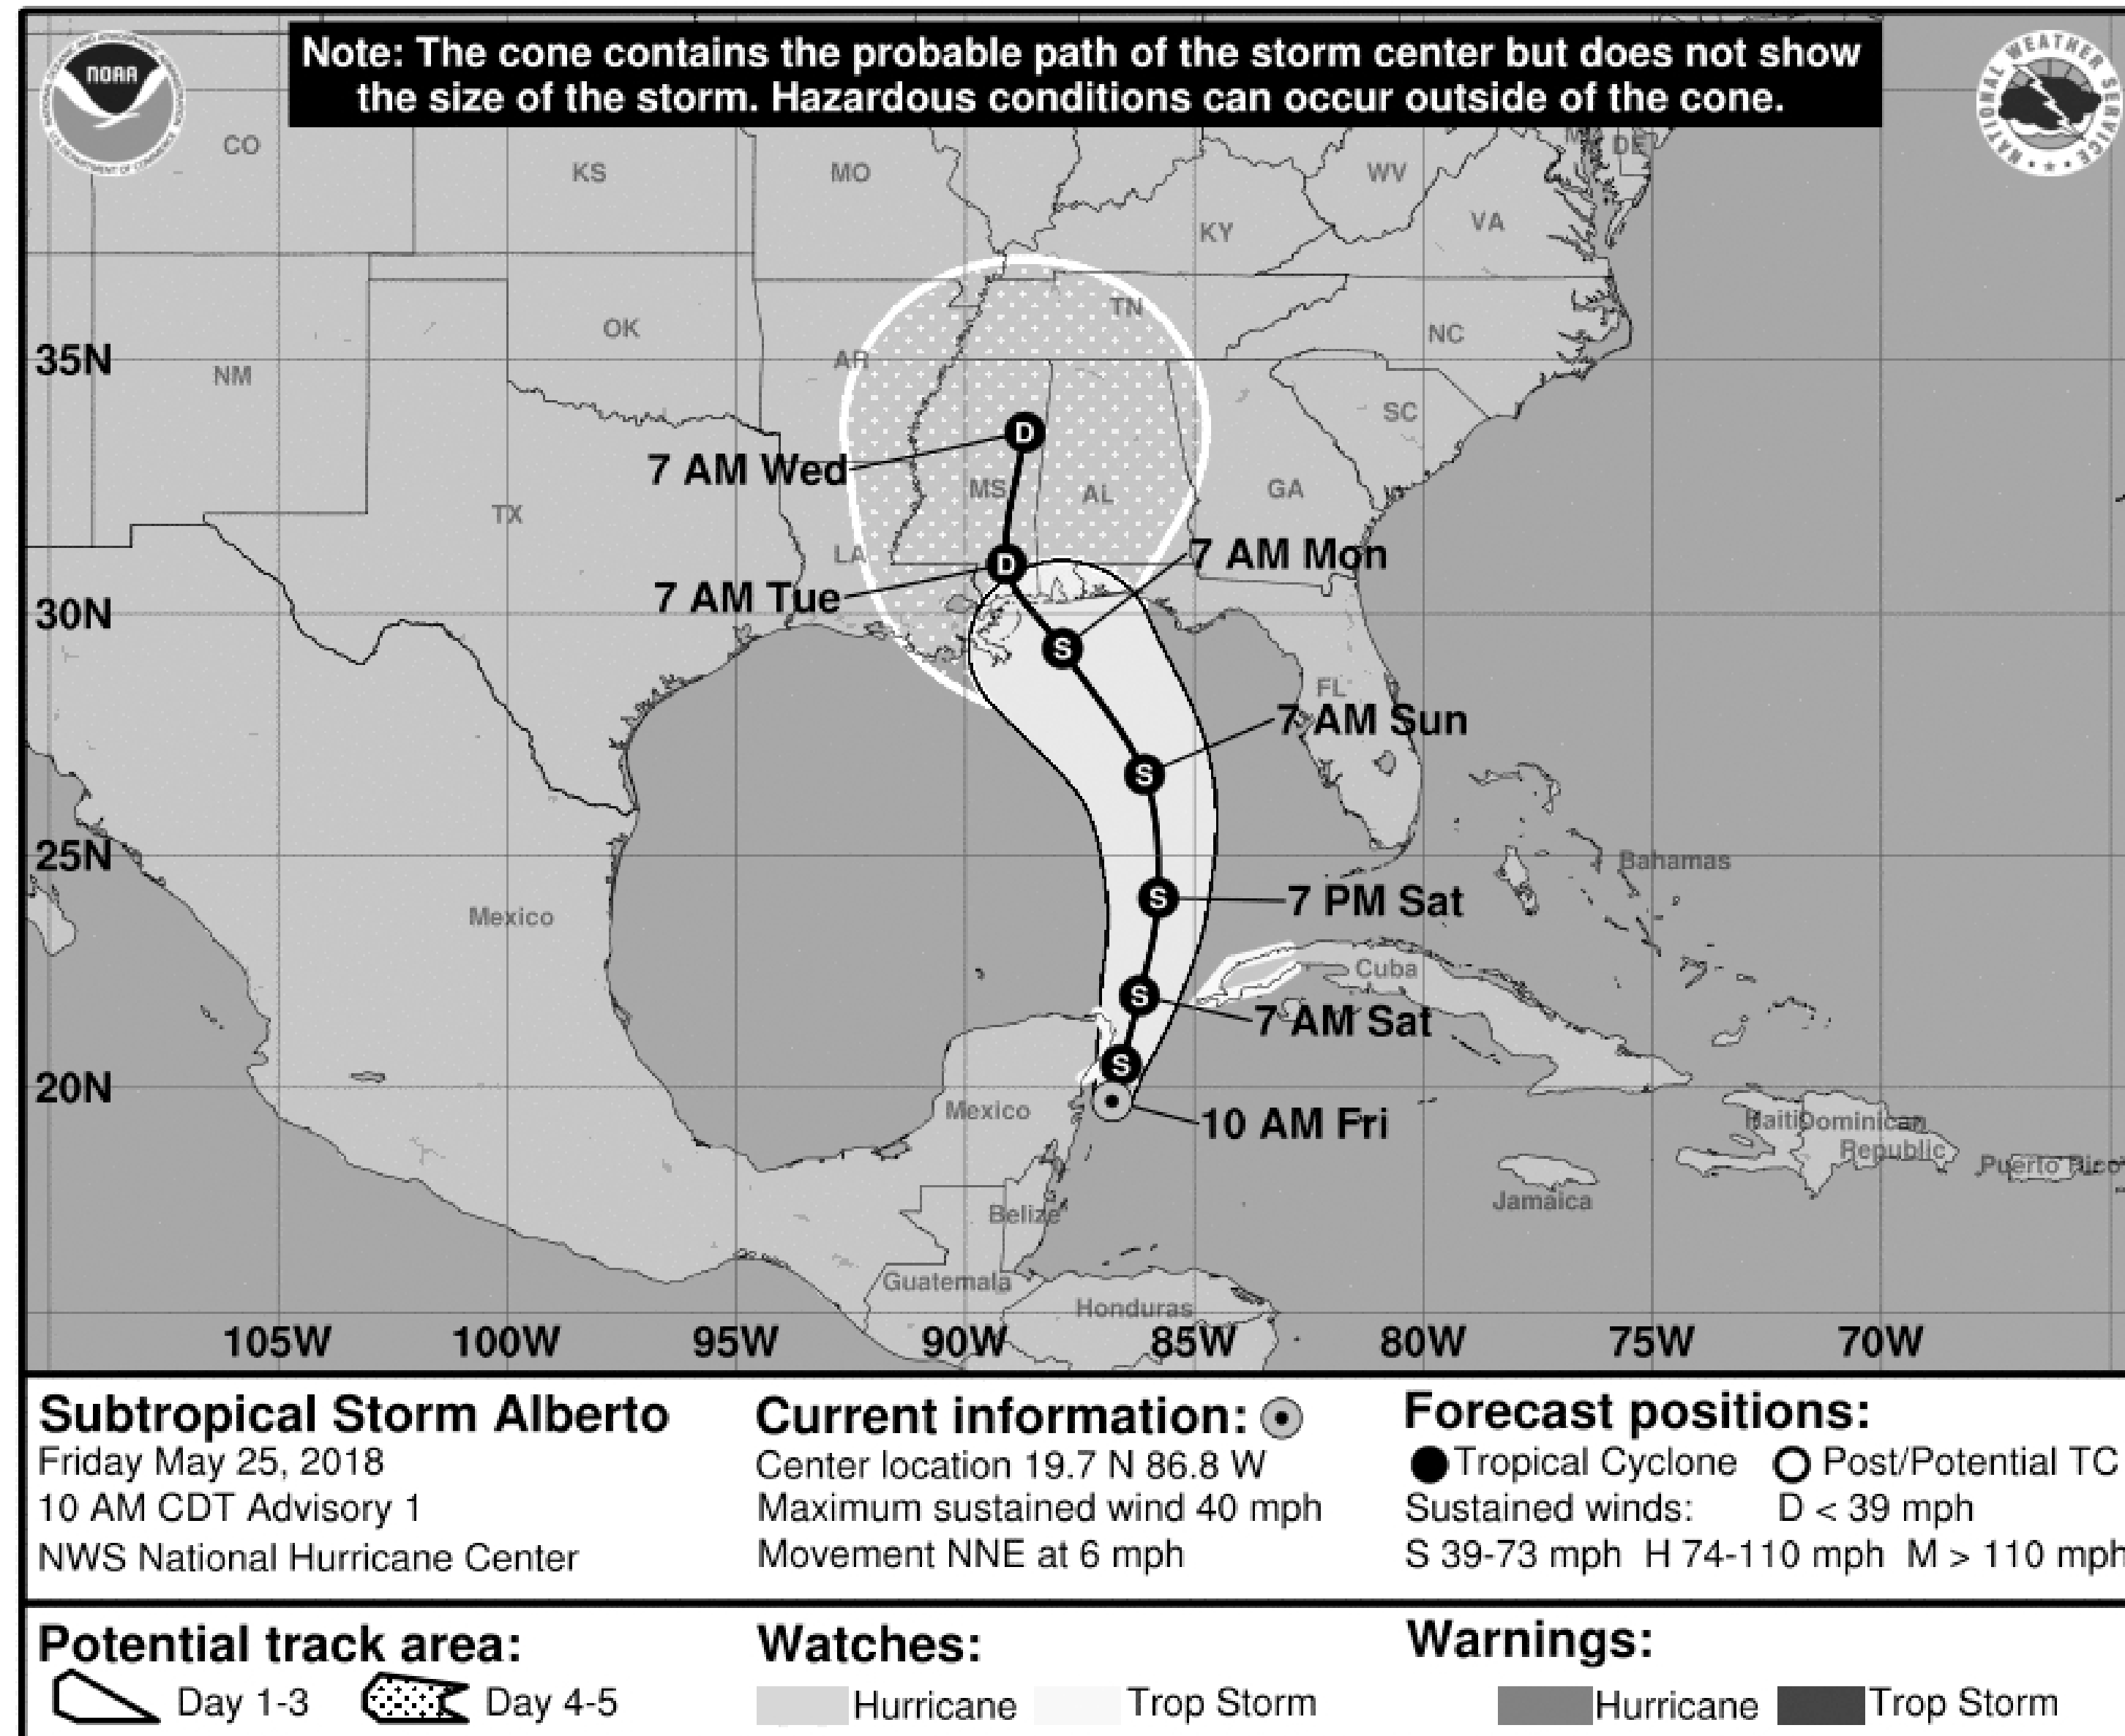 Note: The cone contains the probable path of the storm center but does not show
the size of the storm. Hazardous conditions can occur outside of the cone.
NOAA
NATIONAL WEATHER SERVICE
CO
KS
MO
WV
DE
KY
VA
OK
TN
NC
AR
35N
NM
SC
7 AM Wed
MS
AL
GA
TX
LA
7 AM Mon
7 AM Tue
30N
FL
7 AM Sun
25N
Bahamas
7 PM Sat
Mexico
Cuba
7 AM Sat
20N
Mexico
10 AM Fri
Haiti
Dominican
Republic
Puerto Rico
Jamaica
Belize
Guatemala
Honduras
D
D
S
S
S
S
S
105W 100W 95W 90W 85W 80W 75W 70W
Subtropical Storm Alberto
Friday May 25, 2018
10 AM CDT Advisory 1
NWS National Hurricane Center
Current information:
Center location 19.7 N 86.8 W
Maximum sustained wind 40 mph
Movement NNE at 6 mph
Forecast positions:
Tropical Cyclone Post/Potential TC
Sustained winds: D < 39 mph
S 39-73 mph H 74-110 mph M > 110 mph
Potential track area:
Day 1-3 Day 4-5
Watches:
Hurricane Trop Storm
Warnings:
Hurricane Trop Storm